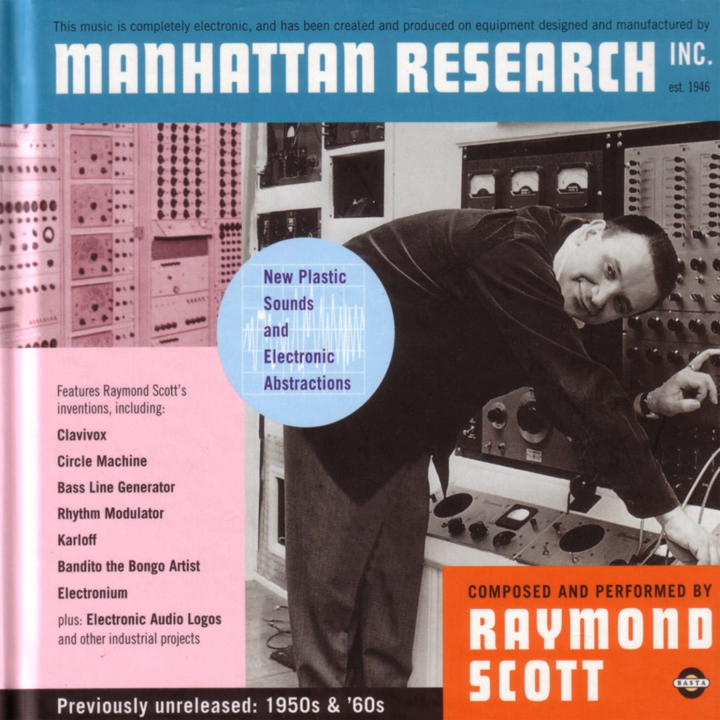 This music is completely electronic, and has been created and produced on equipment designed and manufactured by
MANHATTAN RESEARCH INC.
est. 1946
New Plastic
Sounds
and
Electronic
Abstractions
Features Raymond Scott's
inventions, including:
Clavivox
Circle Machine
Bass Line Generator
Rhythm Modulator
Karloff
Bandito the Bongo Artist
Electronium
plus: Electronic Audio Logos
and other industrial projects
COMPOSED AND PERFORMED BY
RAYMOND
SCOTT
BASTA
Previously unreleased: 1950s & '60s